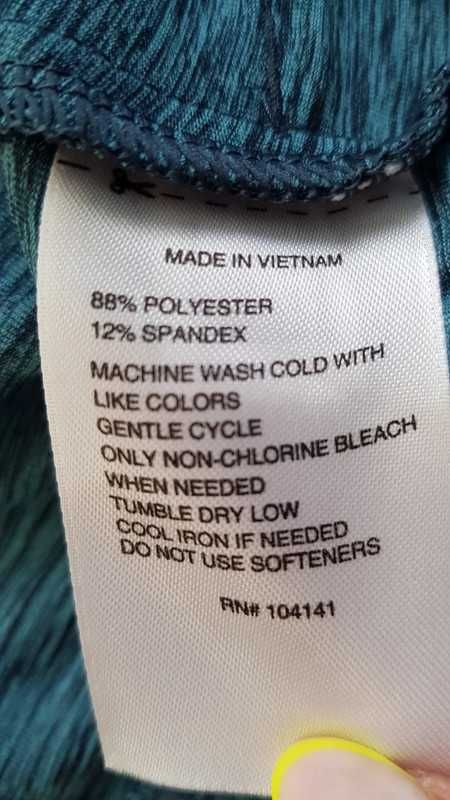 MADE IN VIETNAM
88% POLYESTER
12% SPANDEX
MACHINE WASH COLD WITH
LIKE COLORS
GENTLE CYCLE
ONLY NON-CHLORINE BLEACH
WHEN NEEDED
TUMBLE DRY LOW
COOL IRON IF NEEDED
DO NOT USE SOFTENERS
RN# 104141